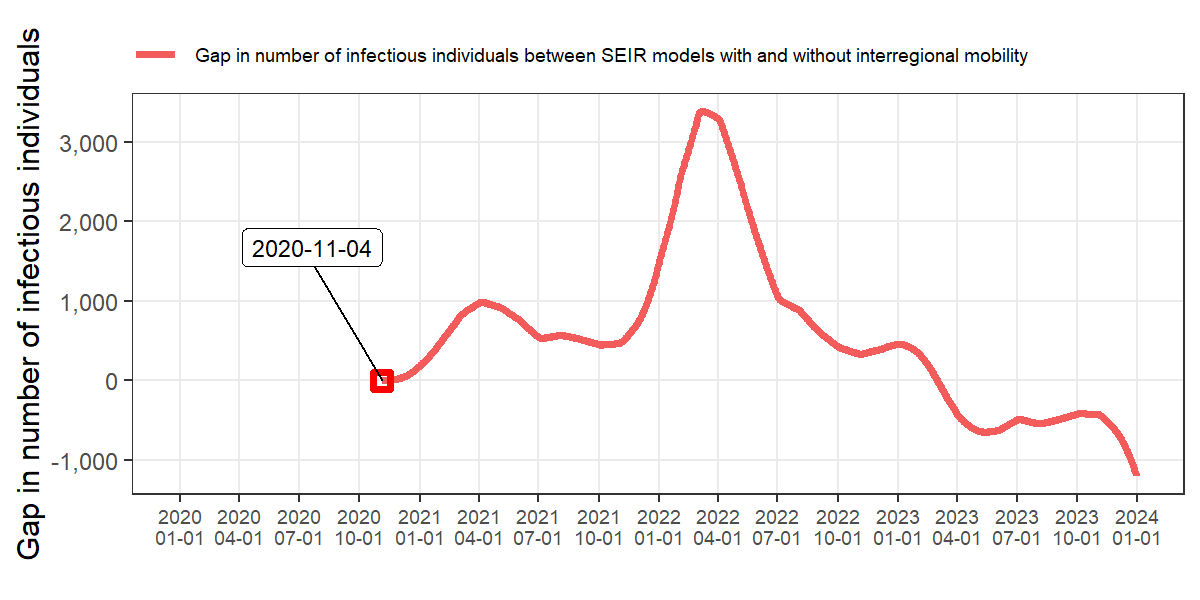 Gap in number of infectious individuals between SEIR models with and without interregional mobility
Gap in number of infectious individuals
3,000
2,000
1,000
0
-1,000
2020-11-04
2020 2020 2020 2020 2021 2021 2021 2021 2022 2022 2022 2022 2023 2023 2023 2023 2024
01-01 04-01 07-01 10-01 01-01 04-01 07-01 10-01 01-01 04-01 07-01 10-01 01-01 04-01 07-01 10-01 01-01